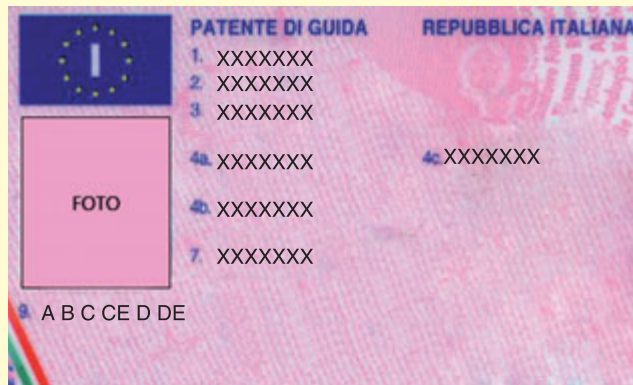 PATENTE DI GUIDA REPUBBLICA ITALIANA
I
1. XXXXXXX
2. XXXXXXX
3. XXXXXXX
4a. XXXXXXX 4c. XXXXXXX
FOTO
4b. XXXXXXX
7. XXXXXXX
9. A B C CE D DE